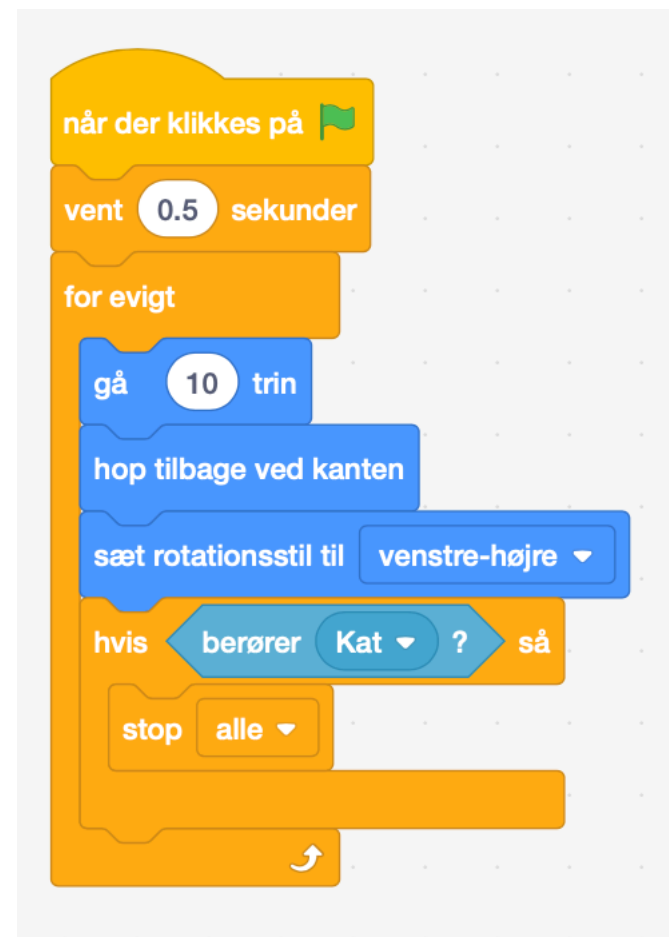 når der klikkes på
vent 0.5 sekunder
for evigt
gå 10 trin
hop tilbage ved kanten
sæt rotationsstil til venstre-højre
hvis berører Kat ? så
stop alle